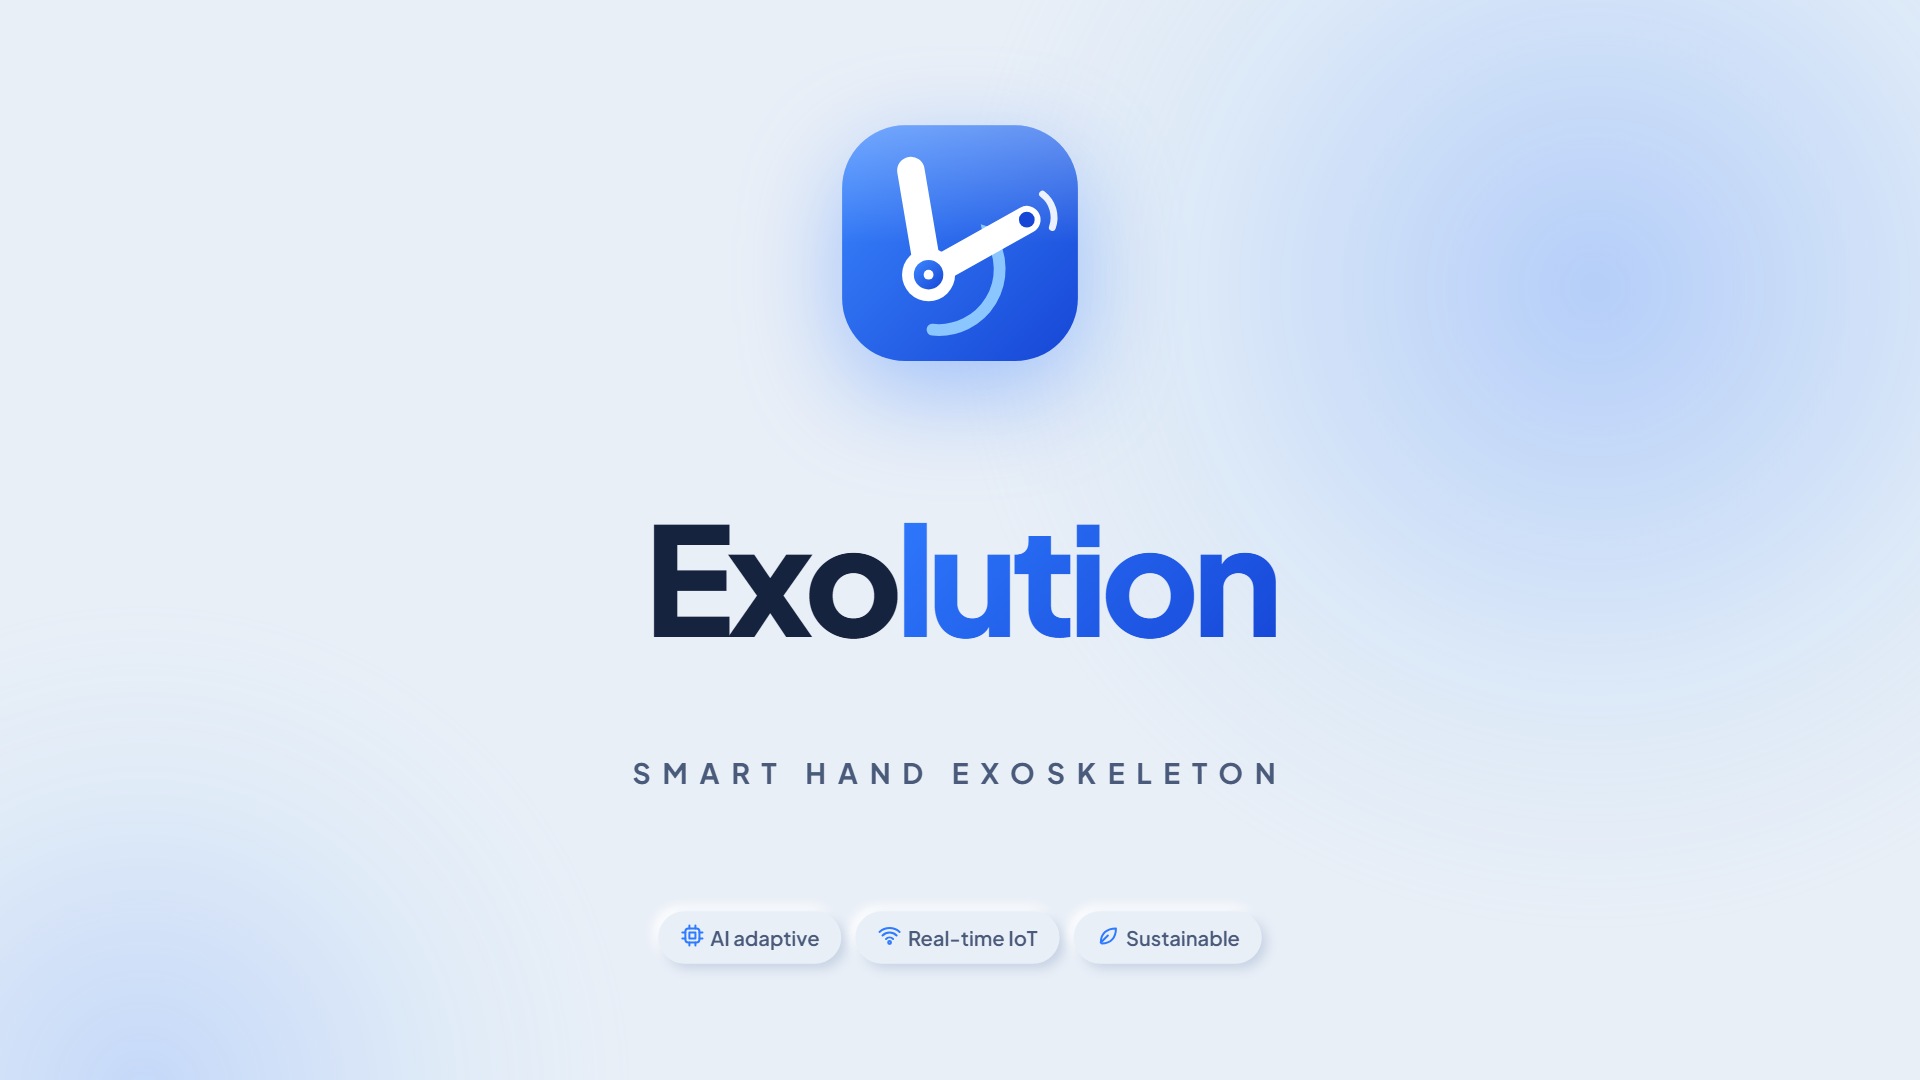 Exolution
SMART HAND EXOSKELETON
AI adaptive
Real-time IoT
Sustainable